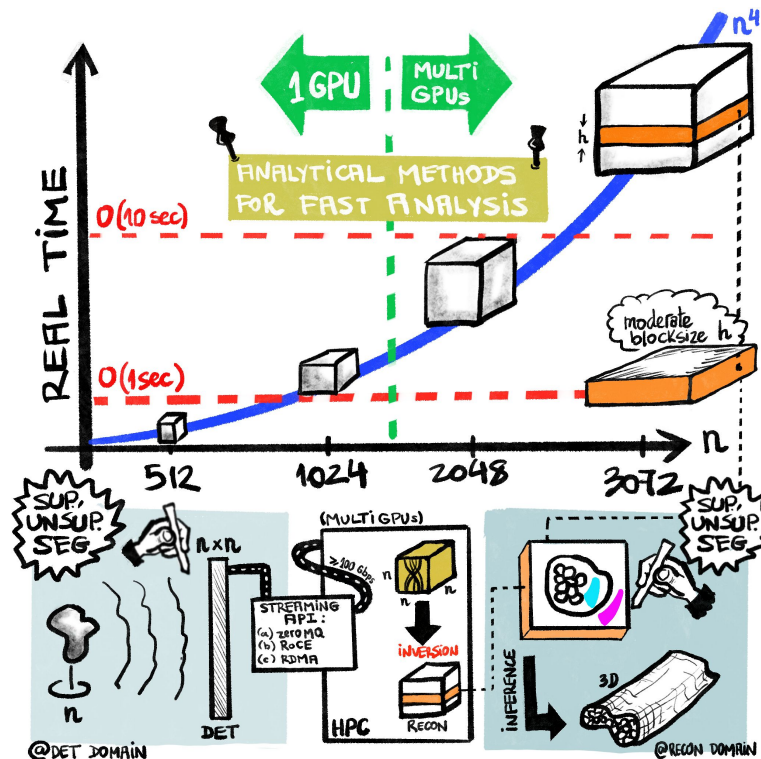 n⁴
1 GPU
MULTI
GPUs
h
ANALYTICAL METHODS
FOR FAST ANALYSIS
REAL TIME
O(10 sec)
O(1sec)
moderate
blocksize h
n
512
1024
2048
3072
SUP,
UNSUP.
SEG
n×n
n
DET
@DET DOMAIN
STREAMING
API:
(a) zeroMQ
(b) RoCE
(c) RDMA
≥100 Gbps
(MULTI GPUs)
n
n
n
INVERSION
RECON
HPC
SUP,
UNSUP.
SEG
INFERENCE
3D
@RECON DOMAIN